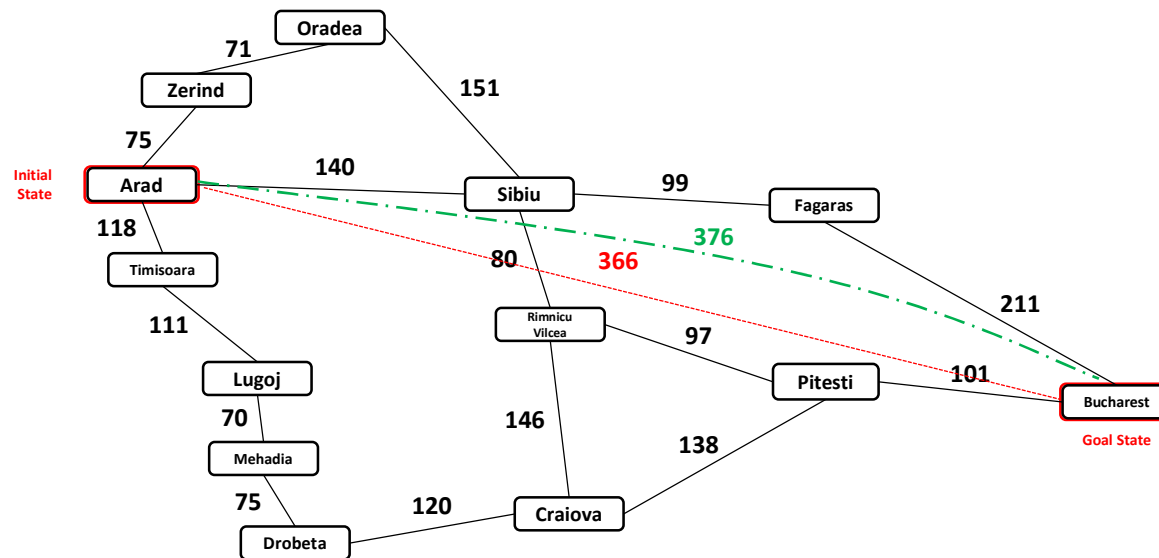 Oradea
71
Zerind
151
75
Initial
State
Arad
140
Sibiu
99
Fagaras
118
376
Timisoara
80
366
211
111
Rimnicu
Vilcea
97
Lugoj
Pitesti
101
Bucharest
70
146
138
Goal State
Mehadia
75
120
Craiova
Drobeta